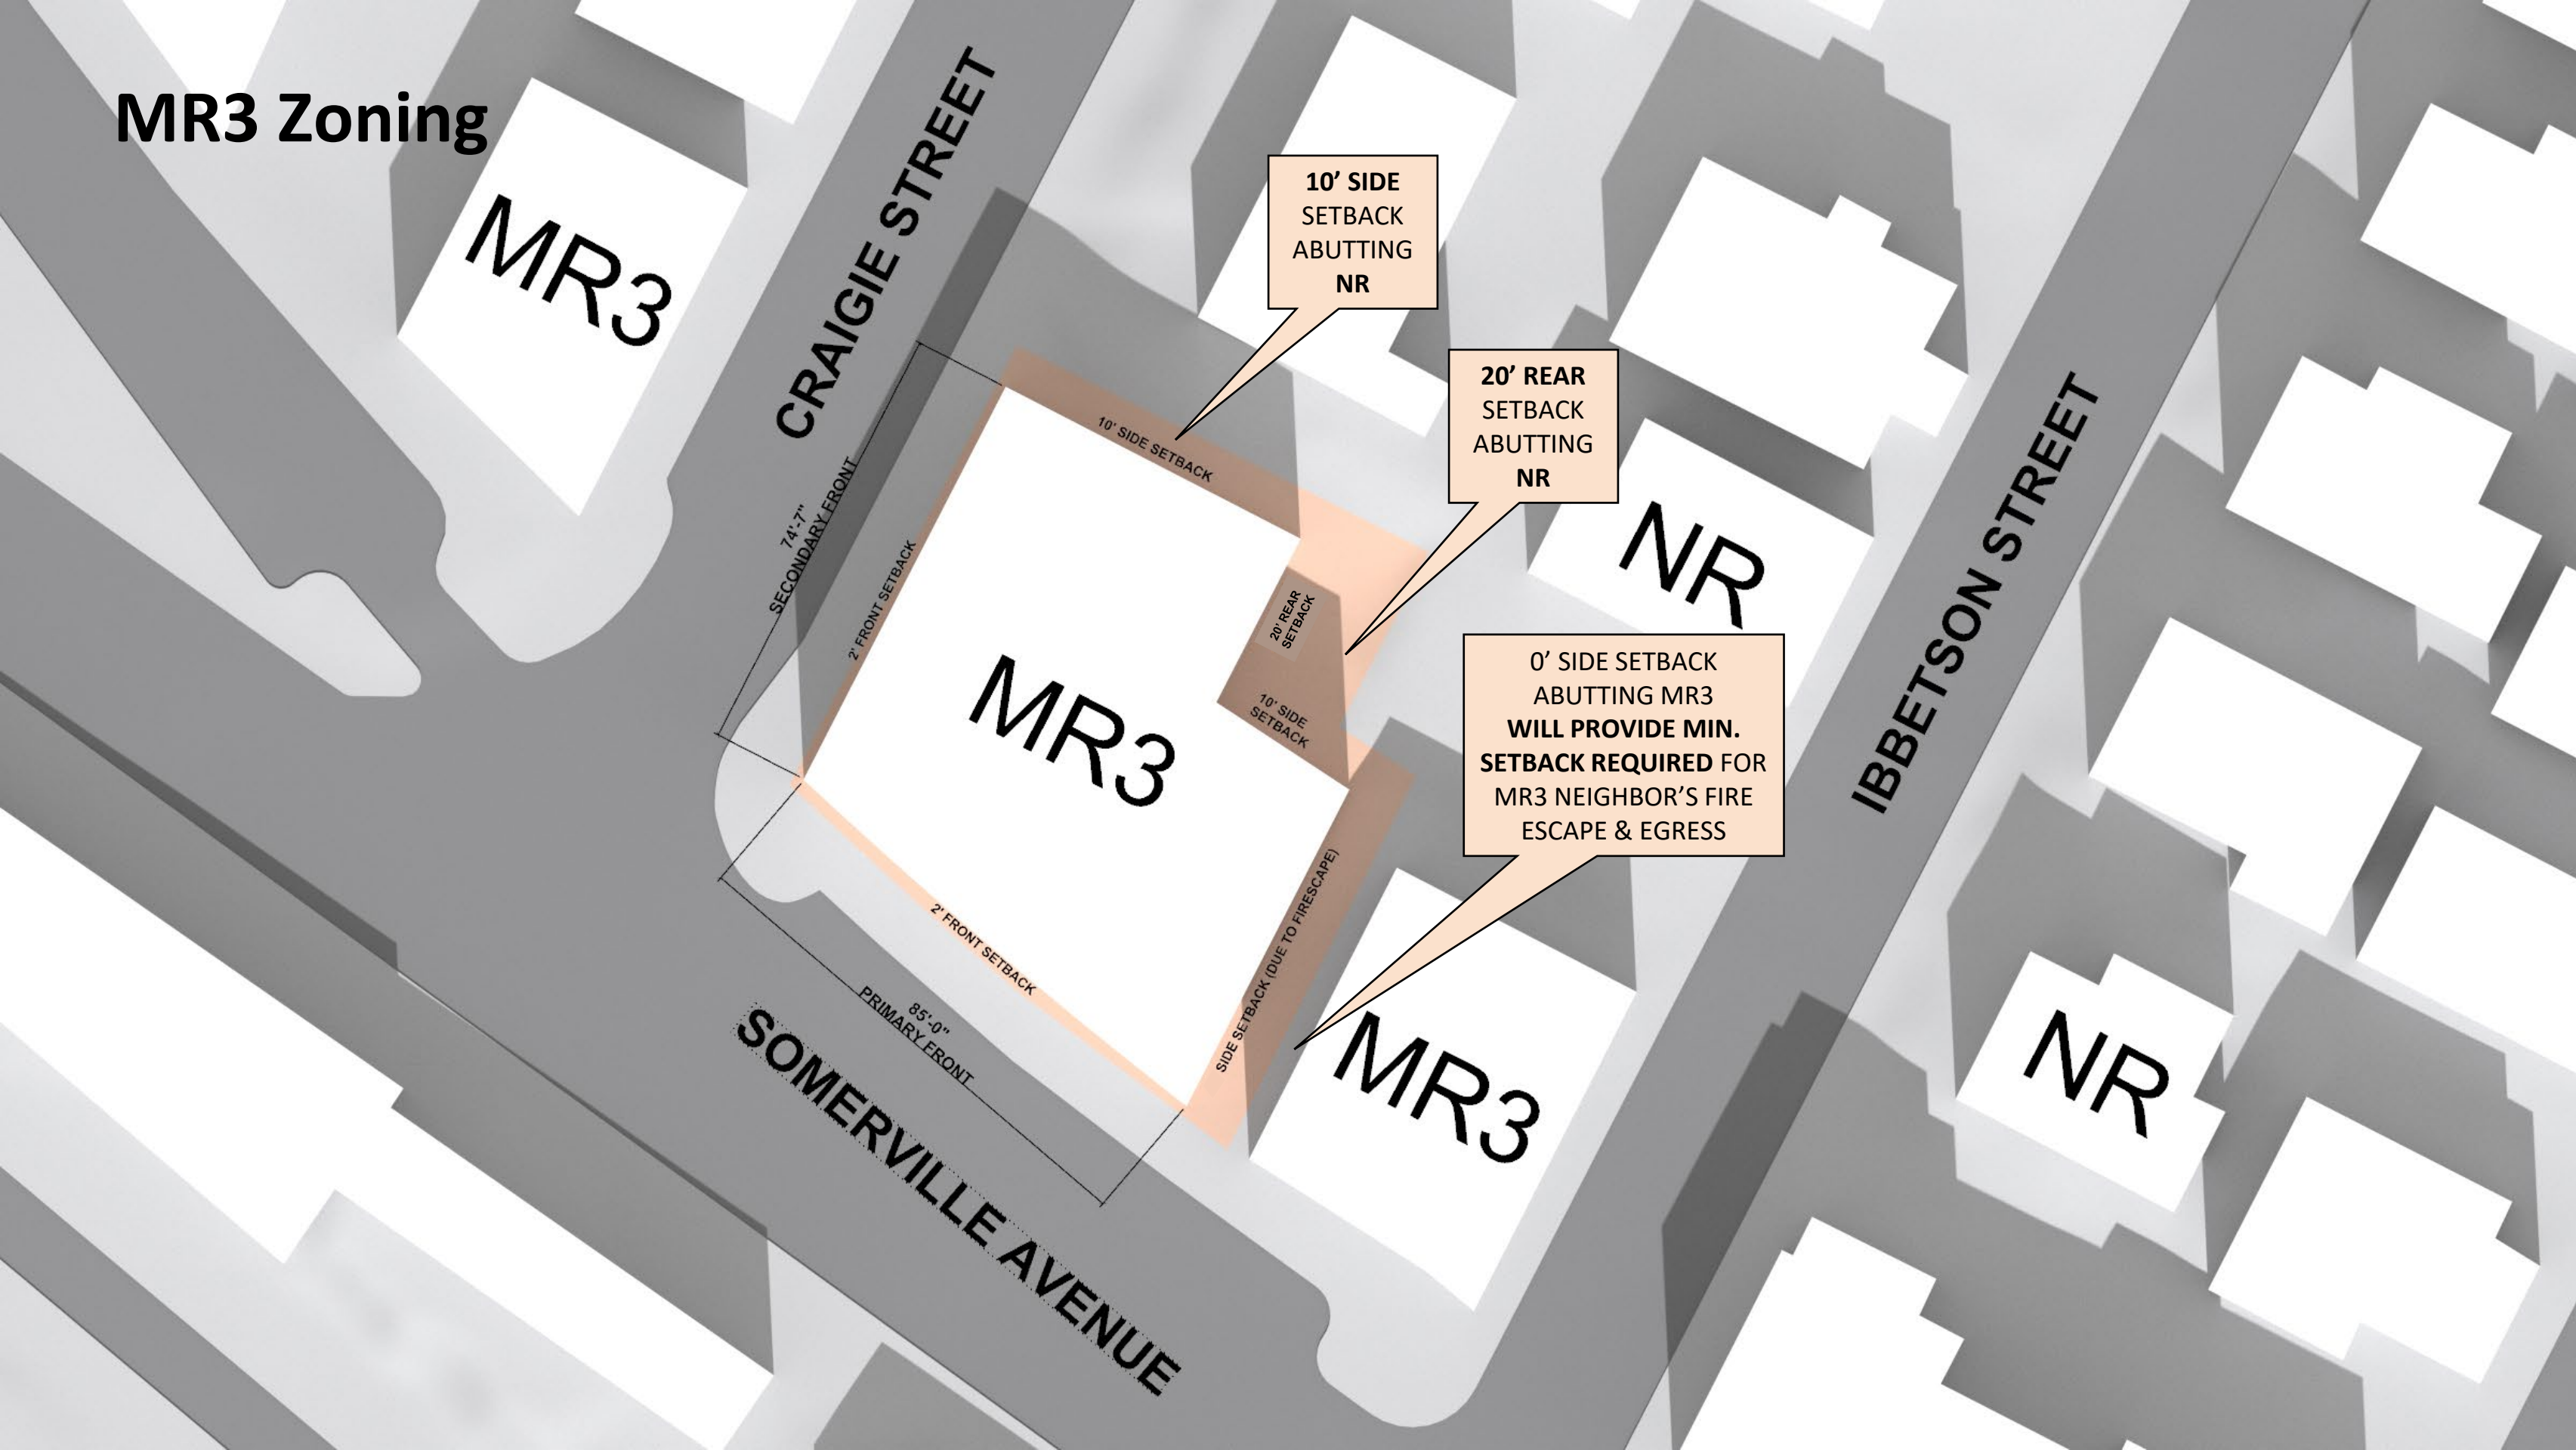 MR3 Zoning
MR3
CRAIGIE STREET
10’ SIDE
SETBACK
ABUTTING
NR
20’ REAR
SETBACK
ABUTTING
NR
10' SIDE SETBACK
74'-7"
SECONDARY FRONT
2' FRONT SETBACK
20' REAR
SETBACK
10' SIDE
SETBACK
NR
IBBETSON STREET
0’ SIDE SETBACK
ABUTTING MR3
WILL PROVIDE MIN.
SETBACK REQUIRED FOR
MR3 NEIGHBOR’S FIRE
ESCAPE & EGRESS
MR3
SIDE SETBACK (DUE TO FIRESCAPE)
2' FRONT SETBACK
85'-0"
PRIMARY FRONT
MR3
NR
SOMERVILLE AVENUE